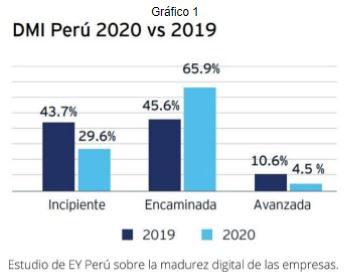 Gráfico 1
DMI Perú 2020 vs 2019
43.7%
29.6%
45.6%
65.9%
10.6%
4.5 %
Incipiente
Encaminada
Avanzada
2019
2020
Estudio de EY Perú sobre la madurez digital de las empresas.